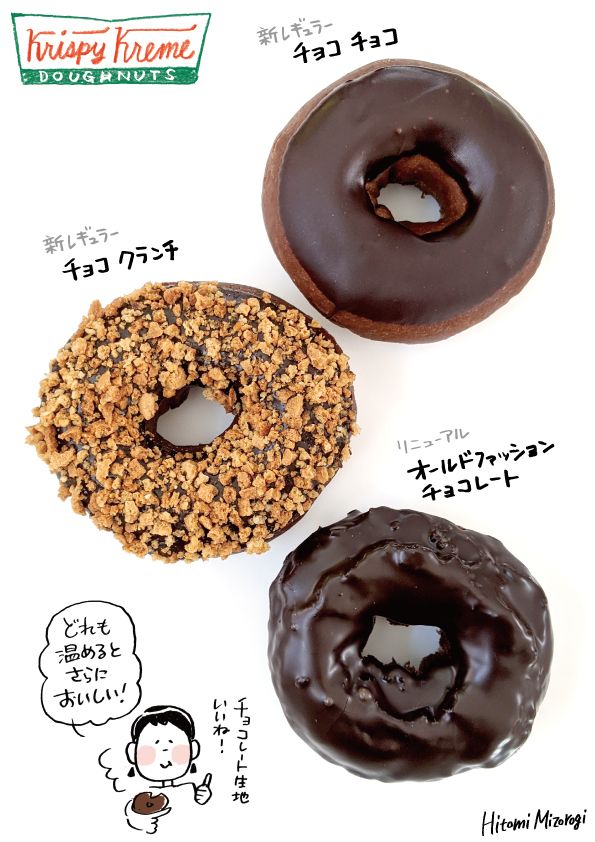 Krispy Kreme
DOUGHNUTS
新レギュラー
チョコ チョコ
新レギュラー
チョコ クランチ
リニューアル
オールドファッション
チョコレート
どれも
温めると
さらに
おいしい!
チョコレート生地
いいね!
Hitomi Mizorogi